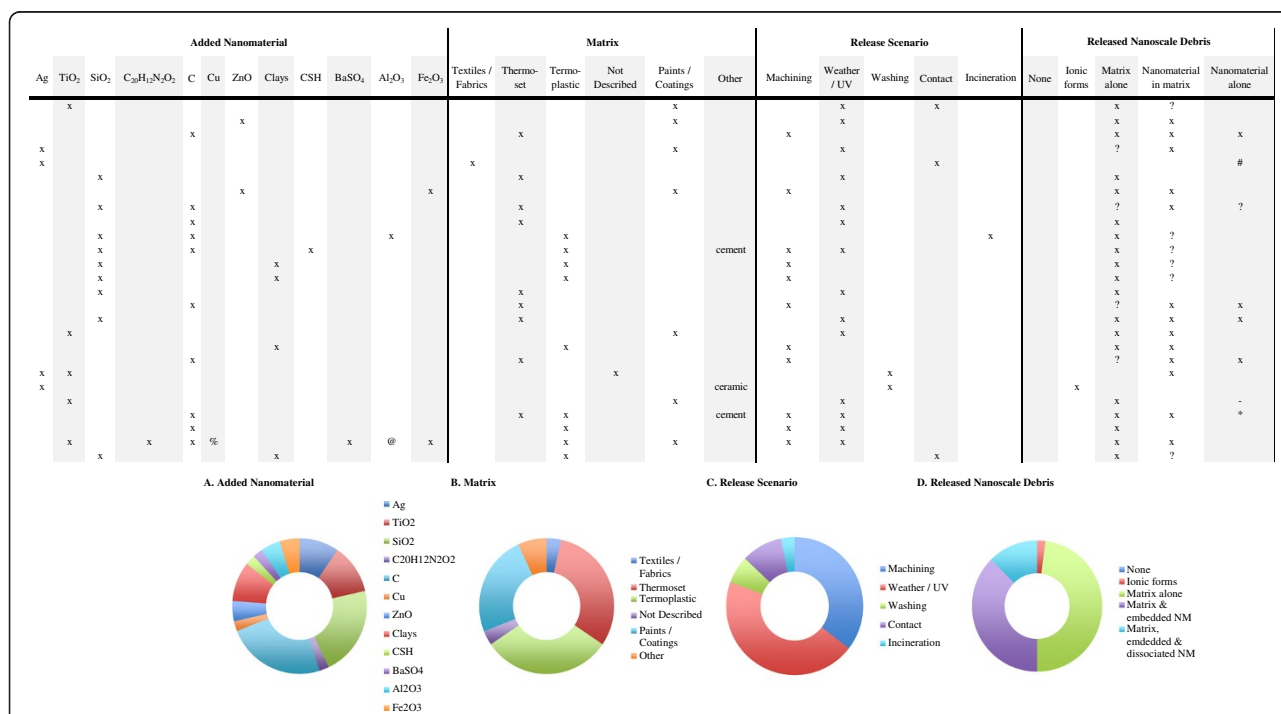 Added Nanomaterial Matrix Release Scenario Released Nanoscale Debris
Ag TiO₂ SiO₂ C₂₀H₁₂N₂O₂ C Cu ZnO Clays CSH BaSO₄ Al₂O₃ Fe₂O₃ Textiles / Fabrics Thermo-set Termo-plastic Not Described Paints / Coatings Other Machining Weather / UV Washing Contact Incineration None Ionic forms Matrix alone Nanomaterial in matrix Nanomaterial alone
x x x x x ?
x x x x x
x x x x x x
x x x ? x
x x x #
x x x x
x x x x x x
x x x x ? x ?
x x x x
x x x x x x ?
x x x x cement x x x ?
x x x x x ?
x x x x x ?
x x x x
x x x ? x x
x x x x x
x x x x x
x x x x x
x x x ? x x
x x x x x
x ceramic x x
x x x x -
x x x cement x x x x *
x x x x x
x x x % x @ x x x x x x x
x x x x x ?
A. Added Nanomaterial B. Matrix C. Release Scenario D. Released Nanoscale Debris
Ag
TiO2
SiO2
C20H12N2O2
C
Cu
ZnO
Clays
CSH
BaSO4
Al2O3
Fe2O3
Textiles /
Fabrics
Thermoset
Termoplastic
Not Described
Paints /
Coatings
Other
Machining
Weather / UV
Washing
Contact
Incineration
None
Ionic forms
Matrix alone
Matrix &
embedded NM
Matrix,
emdedded &
dissociated NM